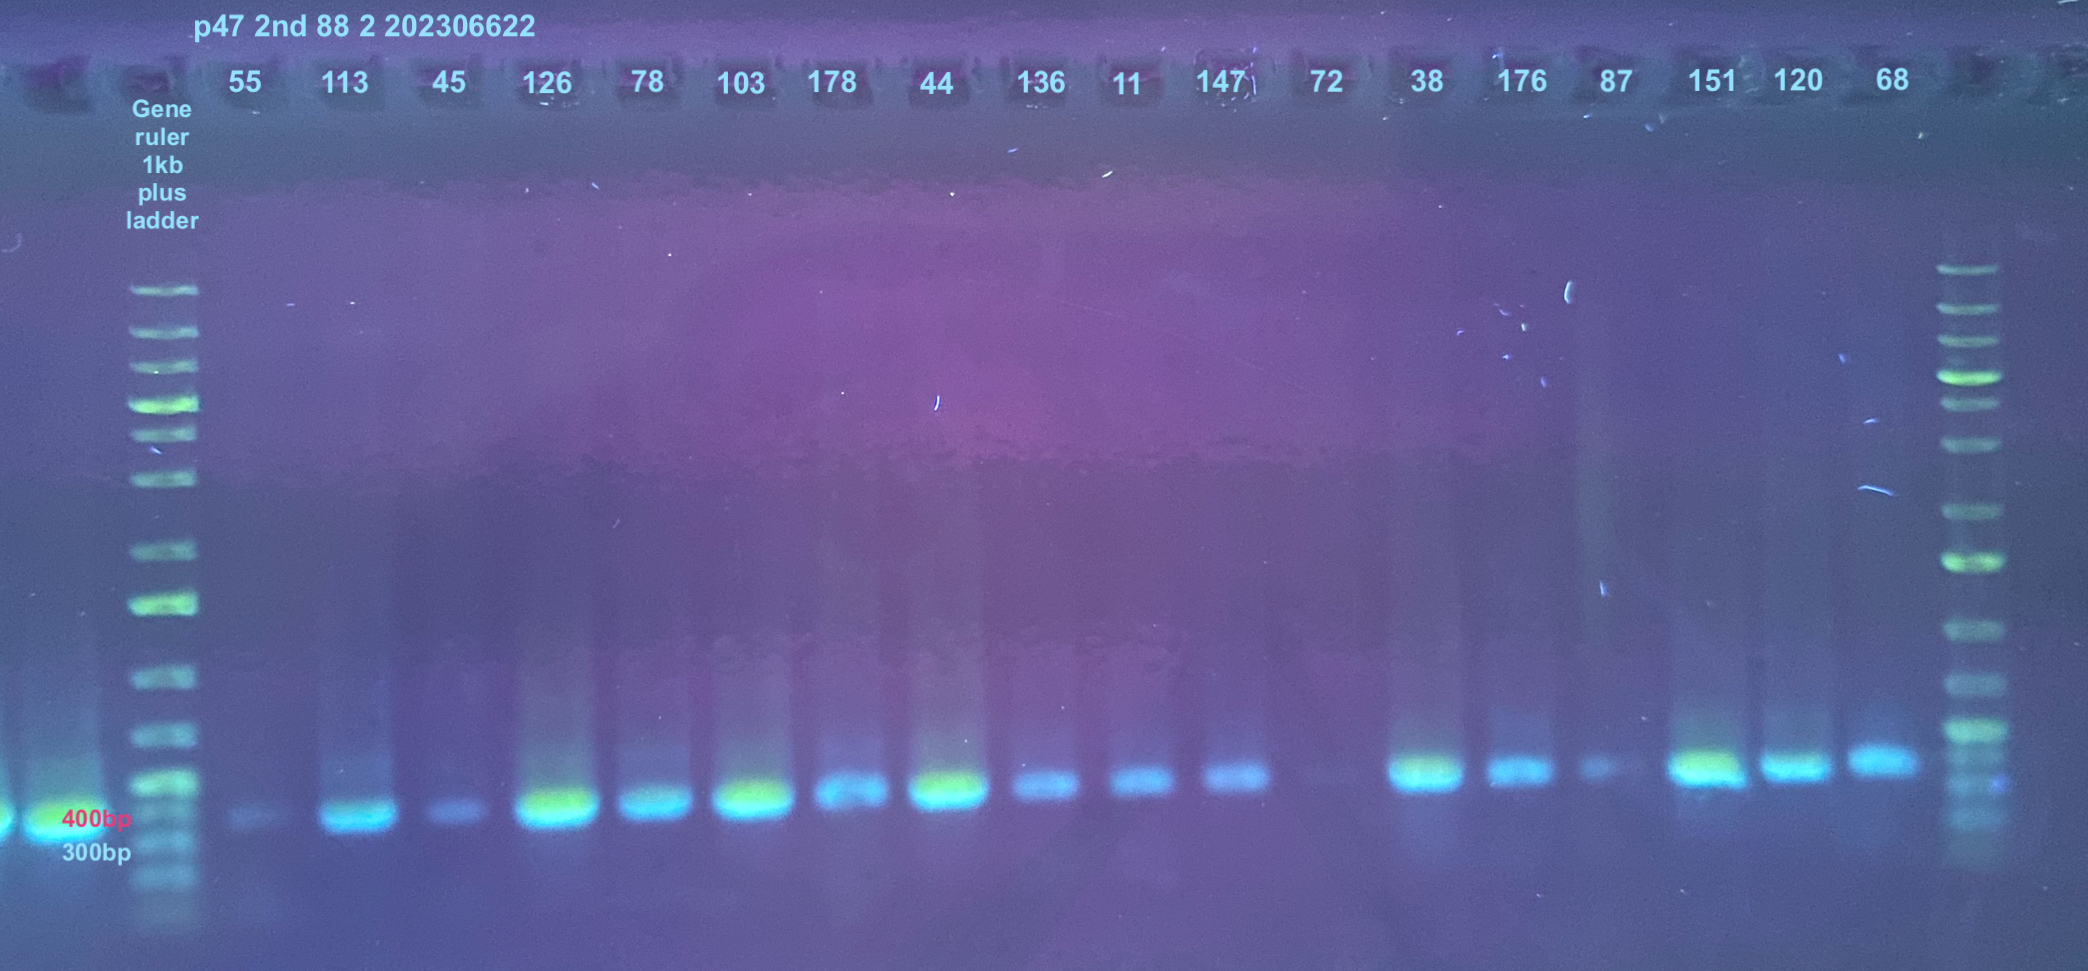 p47 2nd 88 2 202306622
55 113 45 126 78 103 178 44 136 11 147 72 38 176 87 151 120 68
Gene
ruler
1kb
plus
ladder
400bp
300bp